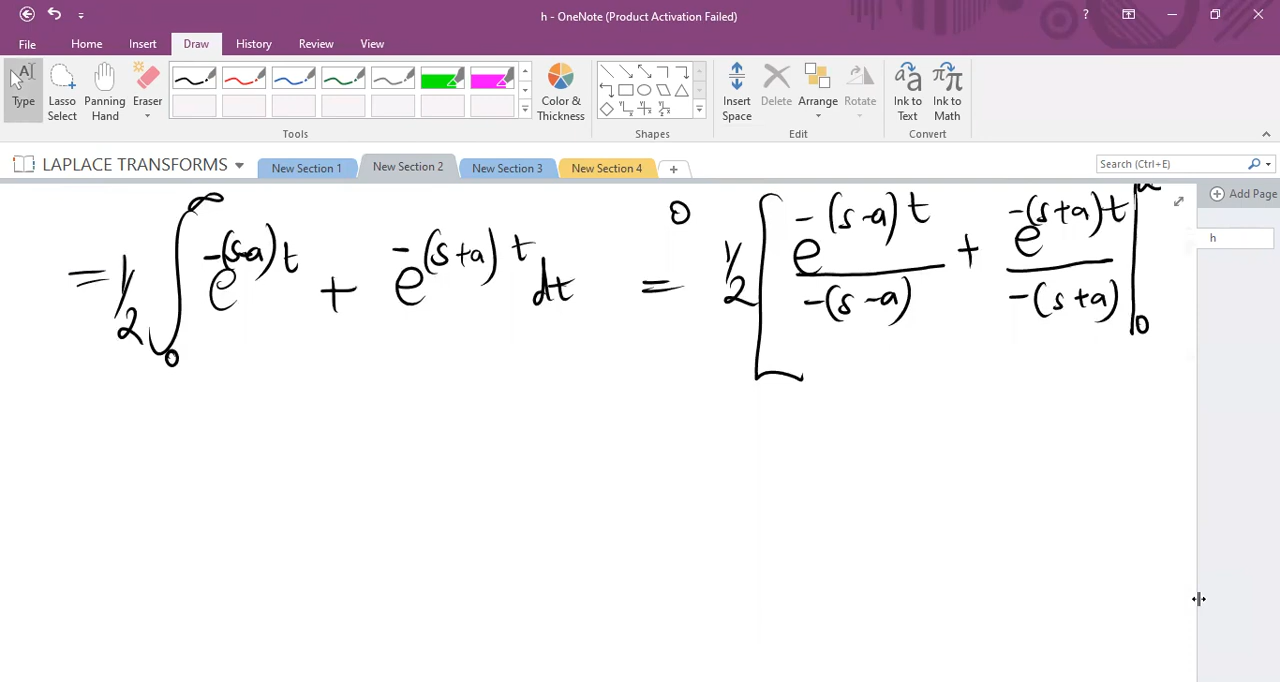 h - OneNote (Product Activation Failed)
?
File Home Insert Draw History Review View
Type Lasso Select Panning Hand Eraser
Color & Thickness
Insert Space Delete Arrange Rotate
Ink to Text Ink to Math
Tools Shapes Edit Convert
LAPLACE TRANSFORMS New Section 1 New Section 2 New Section 3 New Section 4 +
Search (Ctrl+E)
Add Page
h
0
= 1/2 ∫₀^∞ e^{-(s-a)t} + e^{-(s+a)t} dt = 1/2 [ e^{-(s-a)t} / -(s-a) + e^{-(s+a)t} / -(s+a) |₀